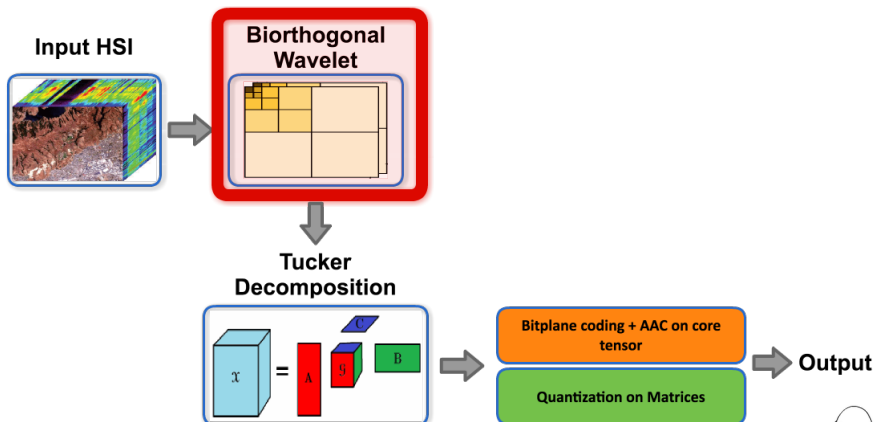 Input HSI
Biorthogonal
Wavelet
Tucker
Decomposition
C
x
=
A
g
B
Bitplane coding + AAC on core
tensor
Quantization on Matrices
Output